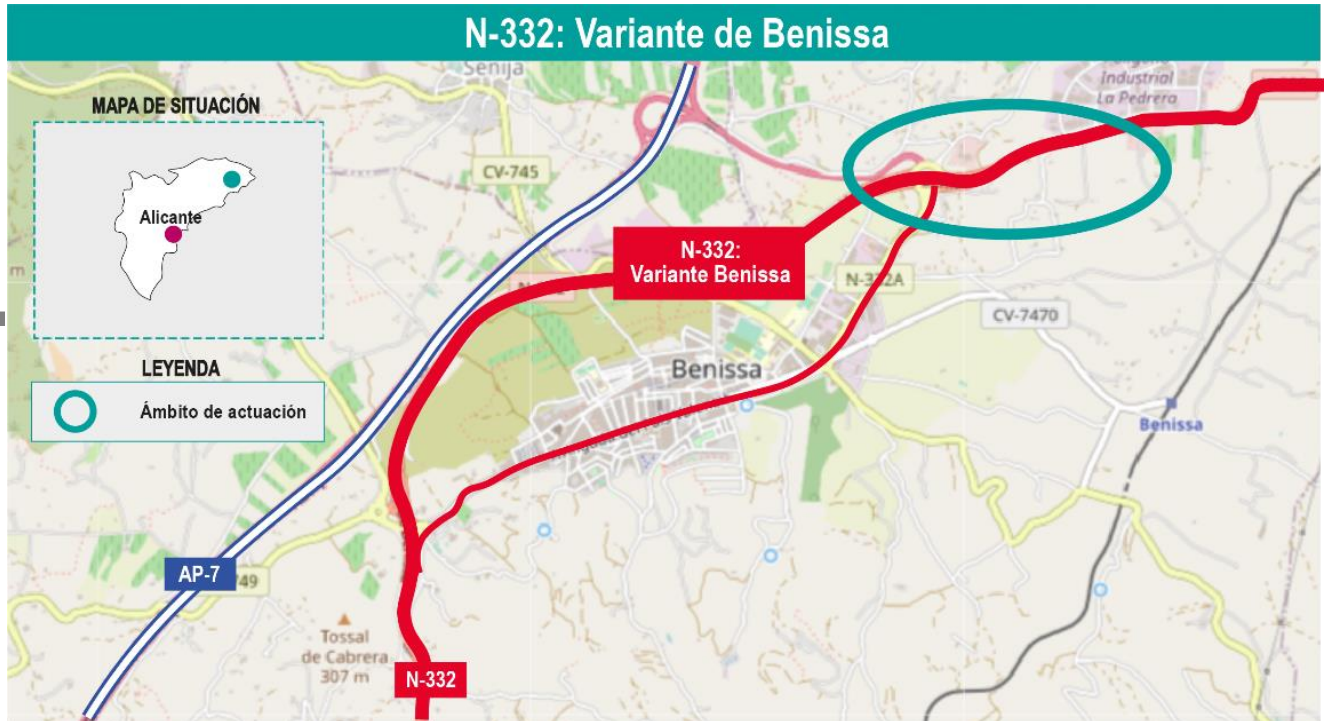 N-332: Variante de Benissa
MAPA DE SITUACIÓN
Alicante
LEYENDA
Ámbito de actuación
Senija
Industrial
La Pedrera
CV-745
N-332:
Variante Benissa
N-332A
CV-7470
Benissa
Benissa
AP-7
749
Tossal
de Cabrera
307 m
N-332